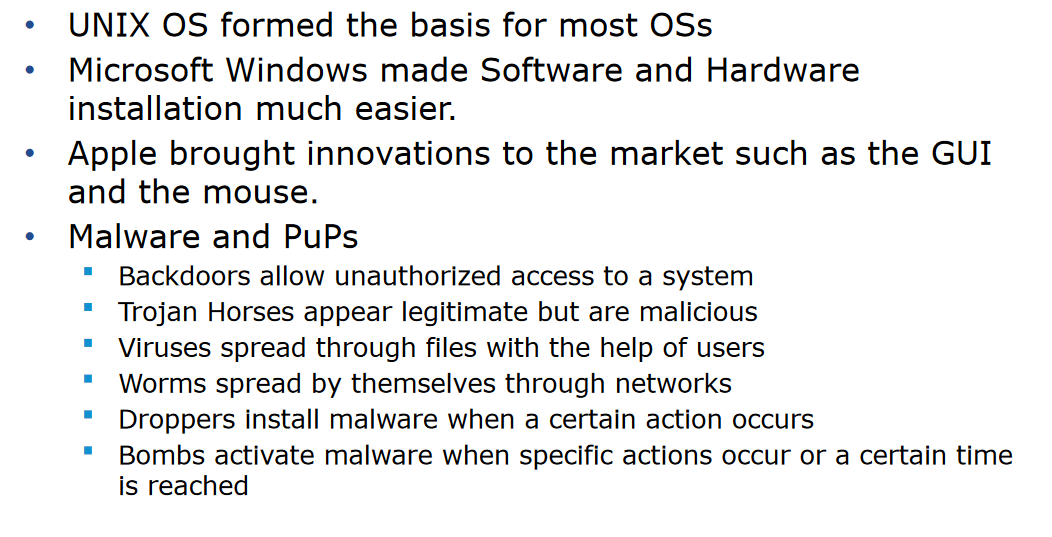 • UNIX OS formed the basis for most OSs
• Microsoft Windows made Software and Hardware
installation much easier.
• Apple brought innovations to the market such as the GUI
and the mouse.
• Malware and PuPs
▪ Backdoors allow unauthorized access to a system
▪ Trojan Horses appear legitimate but are malicious
▪ Viruses spread through files with the help of users
▪ Worms spread by themselves through networks
▪ Droppers install malware when a certain action occurs
▪ Bombs activate malware when specific actions occur or a certain time
is reached